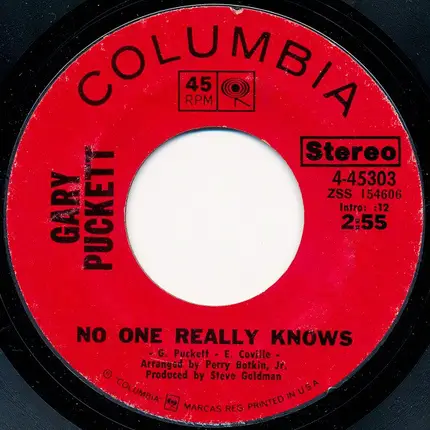 COLUMBIA
45
RPM
Stereo
4-45303
ZSS 154606
Intro: :12
2:55
GARY
PUCKETT
NO ONE REALLY KNOWS
- G. Puckett - E. Coville -
Arranged by Perry Botkin, Jr.
Produced by Steve Goldman
"COLUMBIA" MARCAS REG. PRINTED IN U.S.A.